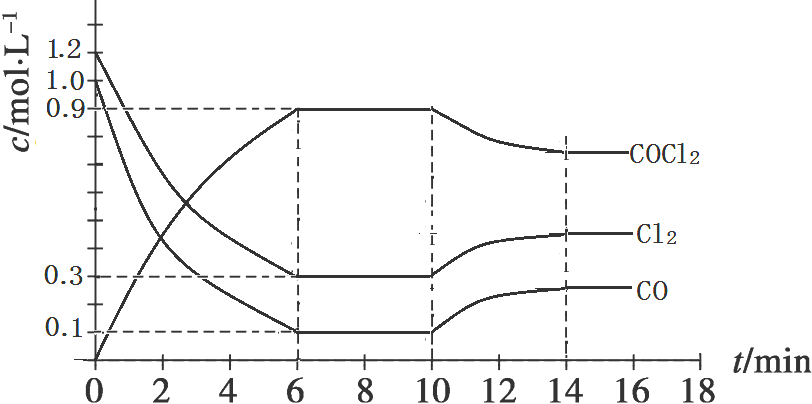 c/mol·L⁻¹
1.2
1.0
0.9
COCl₂
Cl₂
0.3
CO
0.1
t/min
0 2 4 6 8 10 12 14 16 18